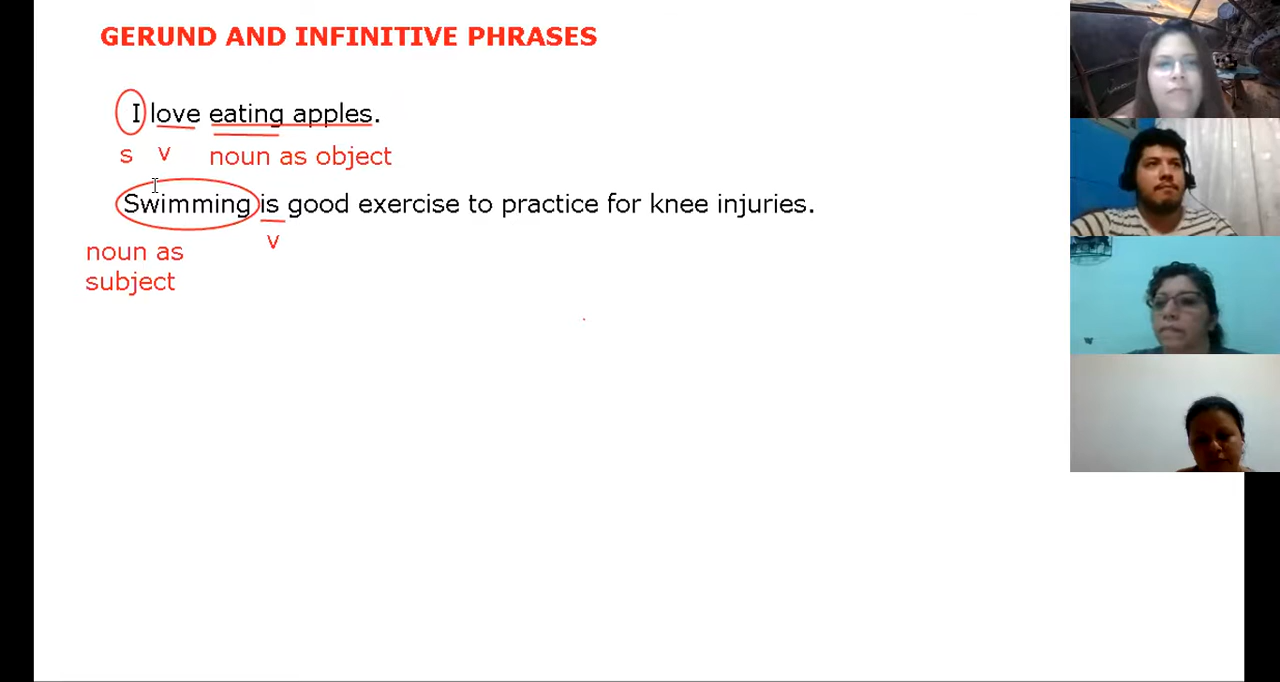 GERUND AND INFINITIVE PHRASES
I love eating apples.
s v noun as object
Swimming is good exercise to practice for knee injuries.
noun as v
subject